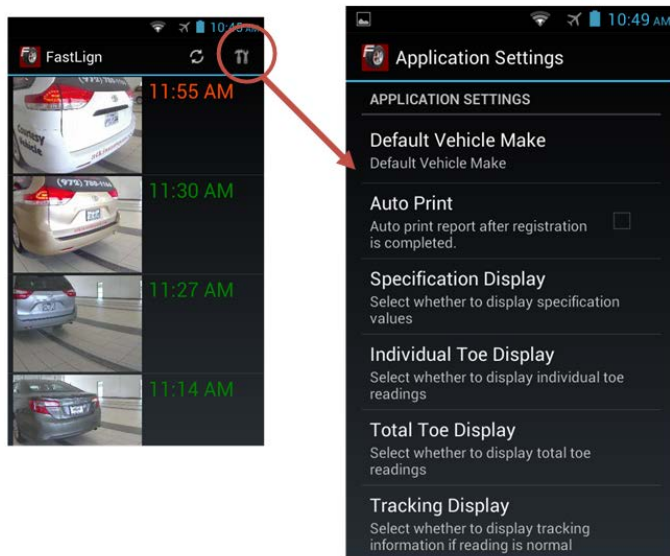 10:48 AM
FastLign
11:55 AM
Courtesy
Vehicle
11:30 AM
11:27 AM
11:14 AM
10:49 AM
Application Settings
APPLICATION SETTINGS
Default Vehicle Make
Default Vehicle Make
Auto Print
Auto print report after registration
is completed.
Specification Display
Select whether to display specification
values
Individual Toe Display
Select whether to display individual toe
readings
Total Toe Display
Select whether to display total toe
readings
Tracking Display
Select whether to display tracking
information if reading is normal